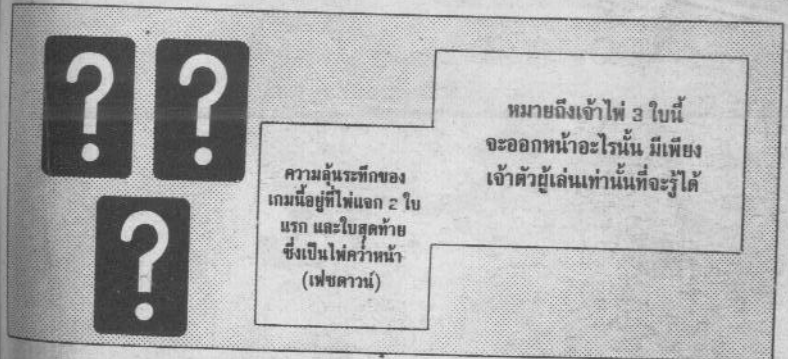 ?
?
?
ความลุ้นระทึกของ
เกมนี้อยู่ที่ไพ่แจก 2 ใบ
แรก และใบสุดท้าย
ซึ่งเป็นไพ่คว่ำหน้า
(เฟซดาวน์)
หมายถึงเจ้าไพ่ 3 ใบนี้
จะออกหน้าอะไรนั้น มีเพียง
เจ้าตัวผู้เล่นเท่านั้นที่จะรู้ได้